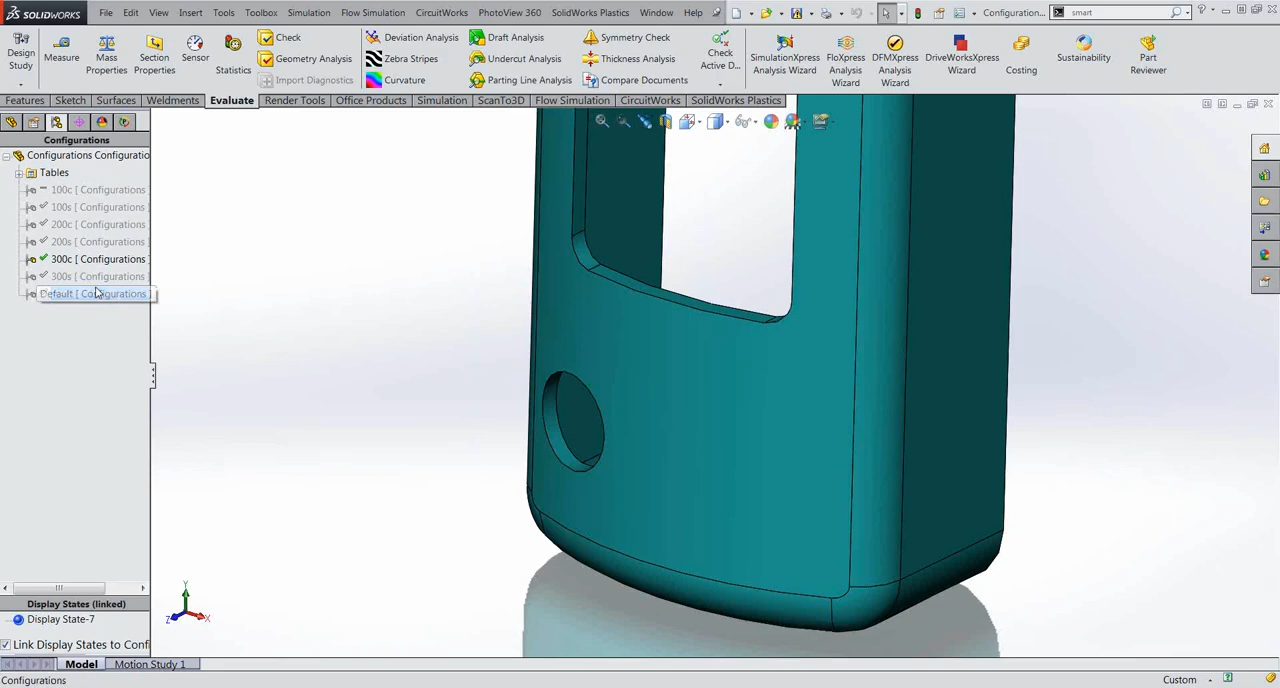 SOLIDWORKS File Edit View Insert Tools Toolbox Simulation Flow Simulation CircuitWorks PhotoView 360 SolidWorks Plastics Window Help Configuration... smart
Design Study
Measure
Mass Properties
Section Properties
Sensor
Statistics
Check
Geometry Analysis
Import Diagnostics
Deviation Analysis
Zebra Stripes
Curvature
Draft Analysis
Undercut Analysis
Parting Line Analysis
Symmetry Check
Thickness Analysis
Compare Documents
Check Active D...
SimulationXpress Analysis Wizard
FloXpress Analysis Wizard
DFMXpress Analysis Wizard
DriveWorksXpress Wizard
Costing
Sustainability
Part Reviewer
Features Sketch Surfaces Weldments Evaluate Render Tools Office Products Simulation ScanTo3D Flow Simulation CircuitWorks SolidWorks Plastics
Configurations
Configurations Configuratio
Tables
100c [ Configurations
100s [ Configurations
200c [ Configurations
200s [ Configurations
300c [ Configurations
300s [ Configurations
Default [ Configurations ]
Display States (linked)
Display State-7
Link Display States to Confi
Y
Z X
Model Motion Study 1
Configurations Custom